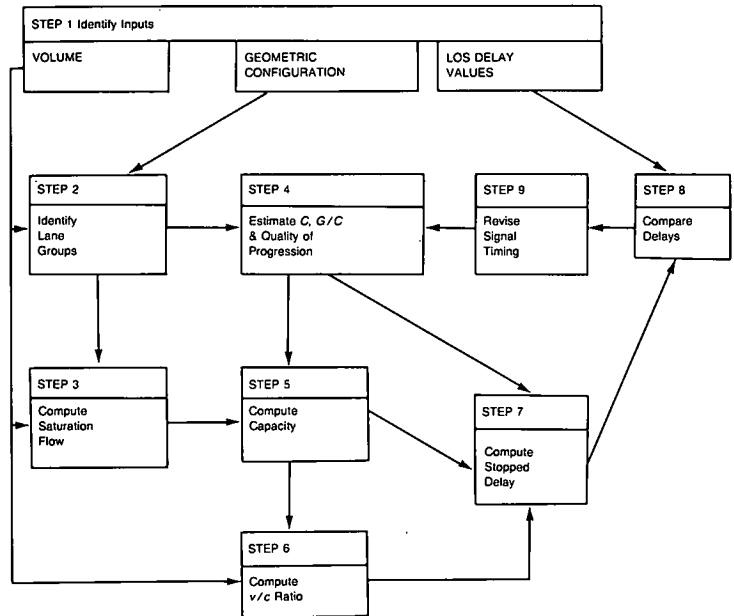 STEP 1 Identify Inputs
VOLUME
GEOMETRIC
CONFIGURATION
LOS DELAY
VALUES
STEP 2
Identify
Lane
Groups
STEP 4
Estimate C, G/C
& Quality of
Progression
STEP 9
Revise
Signal
Timing
STEP 8
Compare
Delays
STEP 3
Compute
Saturation
Flow
STEP 5
Compute
Capacity
STEP 7
Compute
Stopped
Delay
STEP 6
Compute
v/c Ratio